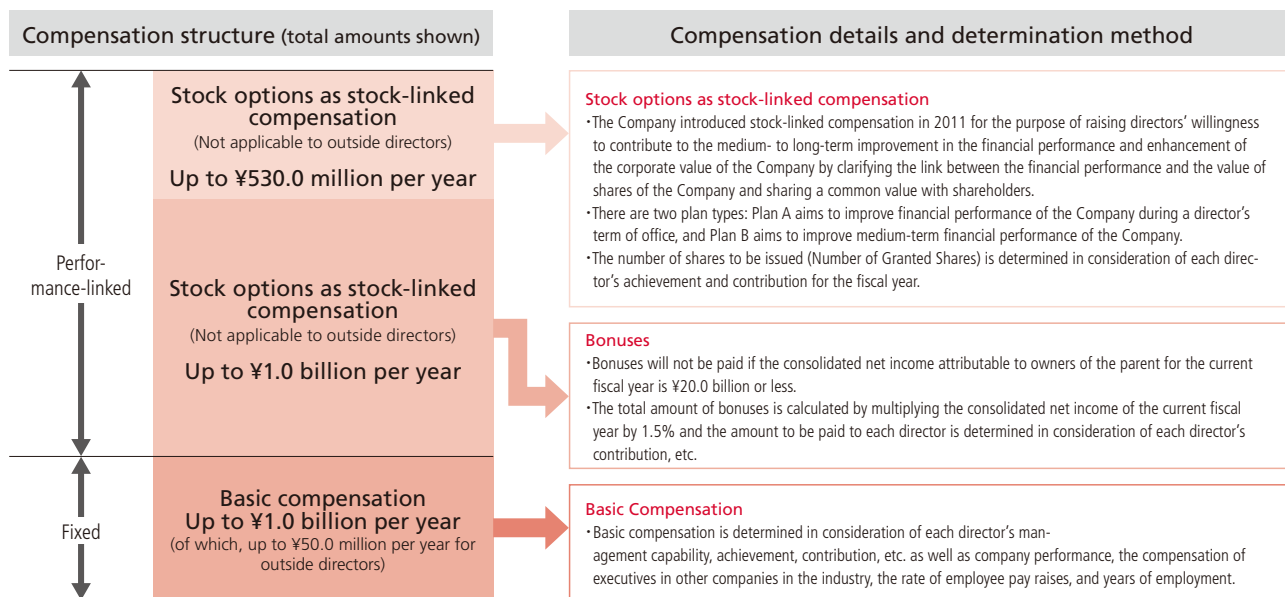 Compensation structure (total amounts shown)
Compensation details and determination method
Perfor-
mance-linked
Fixed
Stock options as stock-linked
compensation
(Not applicable to outside directors)
Up to ¥530.0 million per year
Stock options as stock-linked
compensation
(Not applicable to outside directors)
Up to ¥1.0 billion per year
Basic compensation
Up to ¥1.0 billion per year
(of which, up to ¥50.0 million per year for
outside directors)
Stock options as stock-linked compensation
・The Company introduced stock-linked compensation in 2011 for the purpose of raising directors’ willingness
to contribute to the medium- to long-term improvement in the financial performance and enhancement of
the corporate value of the Company by clarifying the link between the financial performance and the value of
shares of the Company and sharing a common value with shareholders.
・There are two plan types: Plan A aims to improve financial performance of the Company during a director’s
term of office, and Plan B aims to improve medium-term financial performance of the Company.
・The number of shares to be issued (Number of Granted Shares) is determined in consideration of each direc-
tor’s achievement and contribution for the fiscal year.
Bonuses
・Bonuses will not be paid if the consolidated net income attributable to owners of the parent for the current
fiscal year is ¥20.0 billion or less.
・The total amount of bonuses is calculated by multiplying the consolidated net income of the current fiscal
year by 1.5% and the amount to be paid to each director is determined in consideration of each director’s
contribution, etc.
Basic Compensation
・Basic compensation is determined in consideration of each director’s man-
agement capability, achievement, contribution, etc. as well as company performance, the compensation of
executives in other companies in the industry, the rate of employee pay raises, and years of employment.